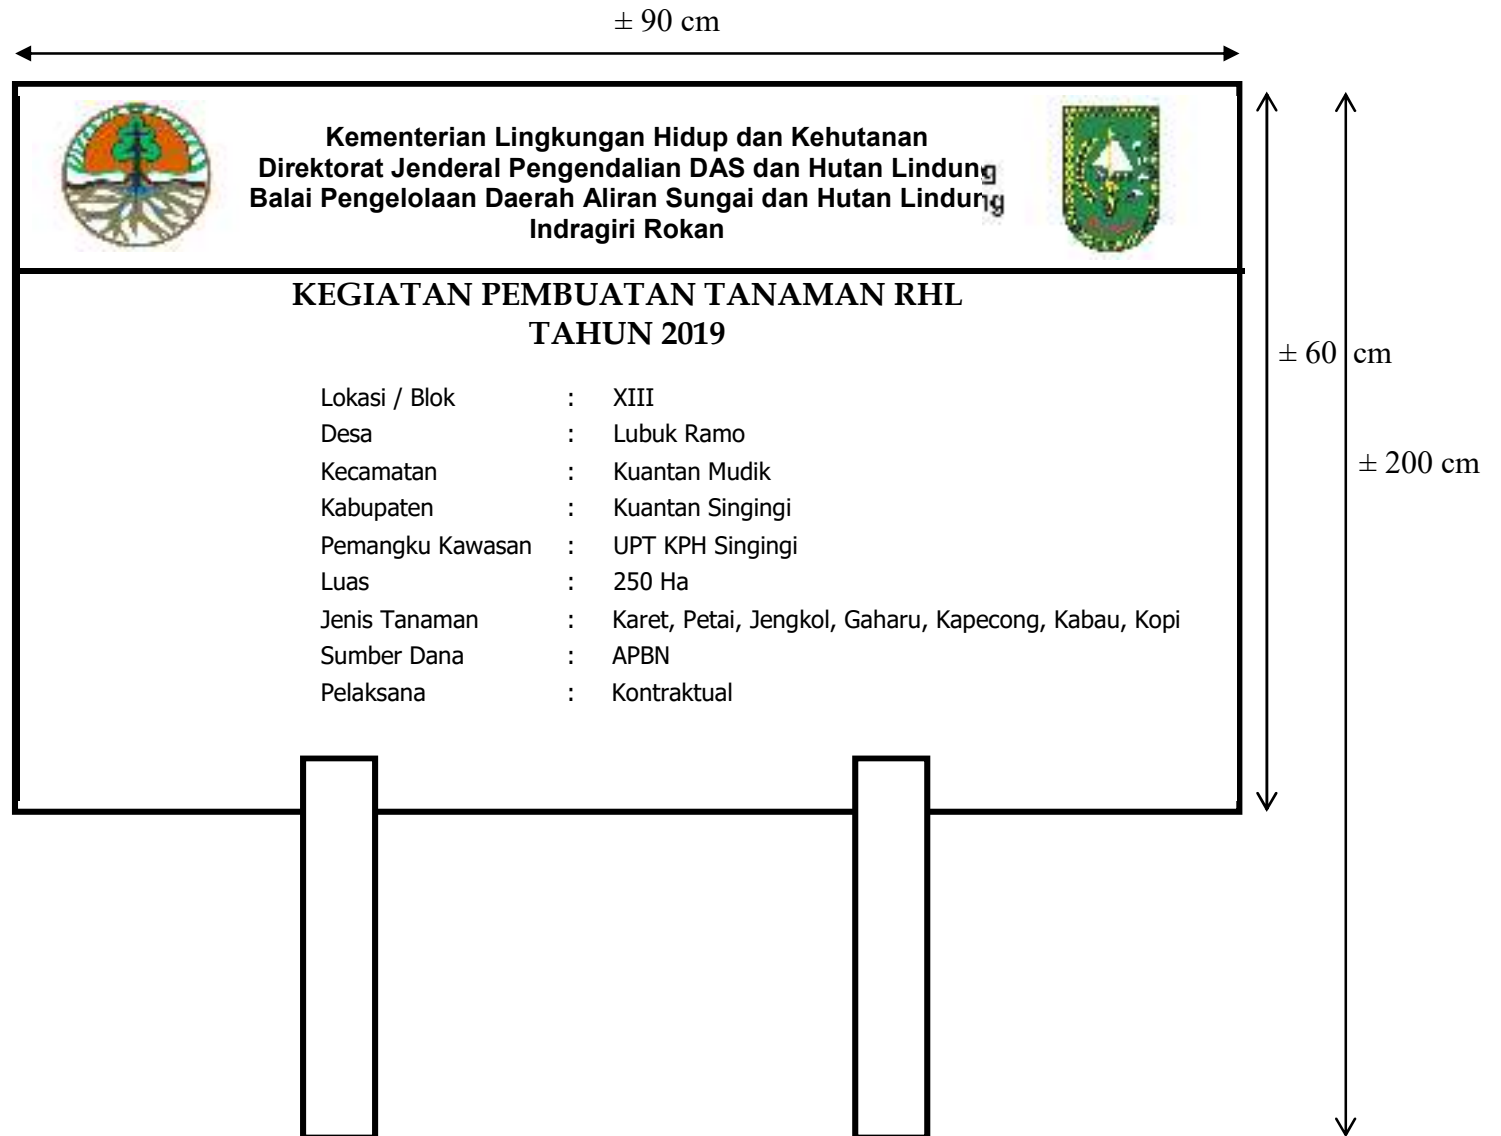 ± 90 cm
Kementerian Lingkungan Hidup dan Kehutanan
Direktorat Jenderal Pengendalian DAS dan Hutan Lindung
Balai Pengelolaan Daerah Aliran Sungai dan Hutan Lindung
Indragiri Rokan
KEGIATAN PEMBUATAN TANAMAN RHL
TAHUN 2019
± 60 cm
Lokasi / Blok : XIII
Desa : Lubuk Ramo
± 200 cm
Kecamatan : Kuantan Mudik
Kabupaten : Kuantan Singingi
Pemangku Kawasan : UPT KPH Singingi
Luas : 250 Ha
Jenis Tanaman : Karet, Petai, Jengkol, Gaharu, Kapecong, Kabau, Kopi
Sumber Dana : APBN
Pelaksana : Kontraktual